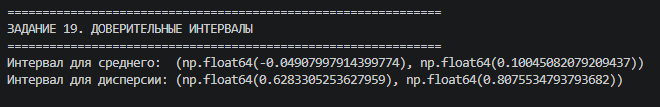 ==============================================================
ЗАДАНИЕ 19. ДОВЕРИТЕЛЬНЫЕ ИНТЕРВАЛЫ
==============================================================
Интервал для среднего:  (np.float64(-0.04907997914399774), np.float64(0.10045082079209437))
Интервал для дисперсии: (np.float64(0.6283305253627959), np.float64(0.8075534793793682))